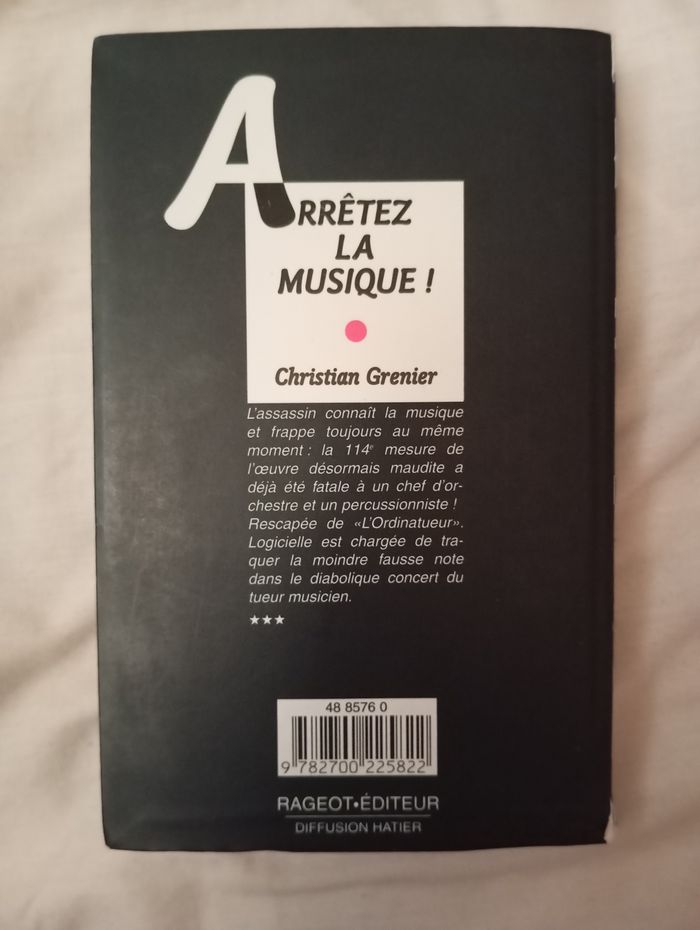 ARRÊTEZ
LA
MUSIQUE !
Christian Grenier
L'assassin connaît la musique
et frappe toujours au même
moment : la 114e mesure de
l'œuvre désormais maudite a
déjà été fatale à un chef d'or-
chestre et un percussionniste !
Rescapée de «L'Ordinatueur».
Logicielle est chargée de tra-
quer la moindre fausse note
dans le diabolique concert du
tueur musicien.
★★★
48 8576 0
9 782700 225822
RAGEOT•ÉDITEUR
DIFFUSION HATIER